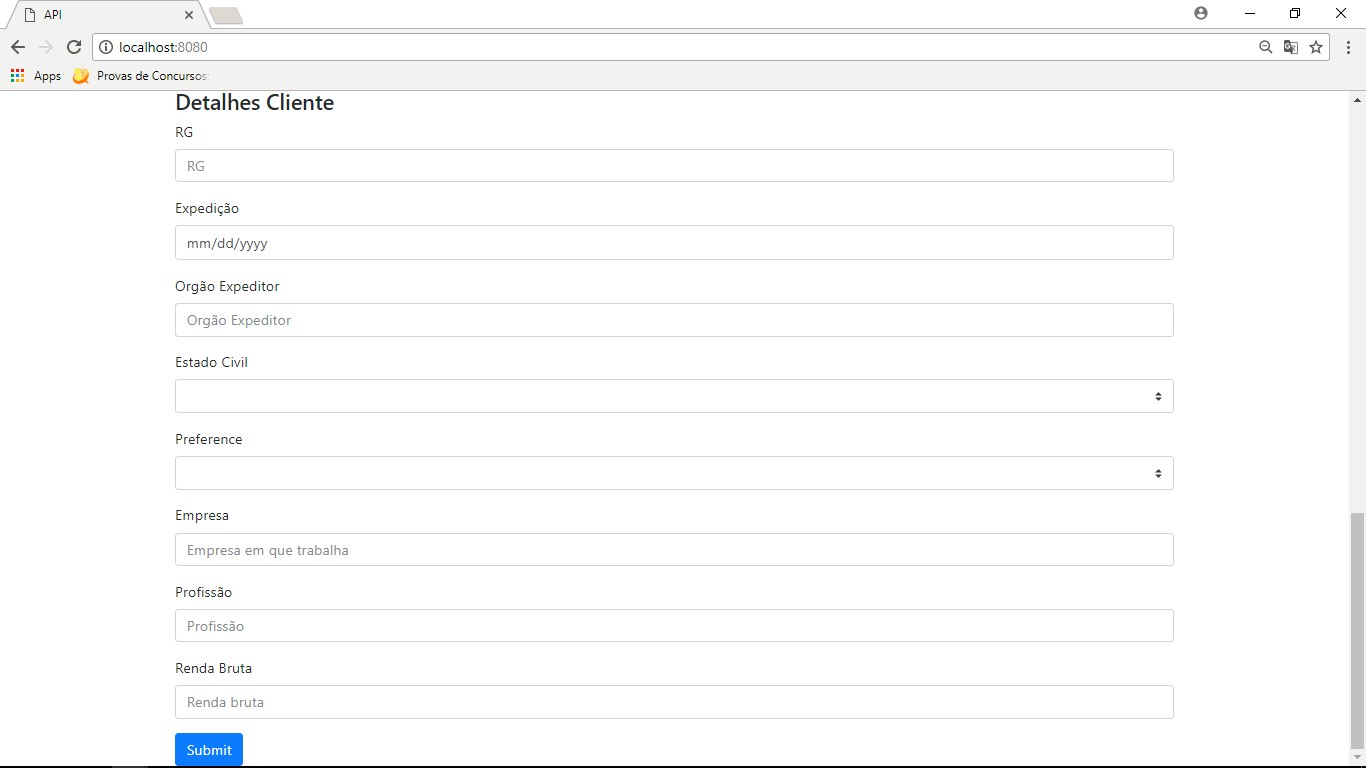 API
localhost:8080
Apps
Provas de Concursos
Detalhes Cliente
RG
RG
Expedição
mm/dd/yyyy
Orgão Expeditor
Orgão Expeditor
Estado Civil
Preference
Empresa
Empresa em que trabalha
Profissão
Profissão
Renda Bruta
Renda bruta
Submit